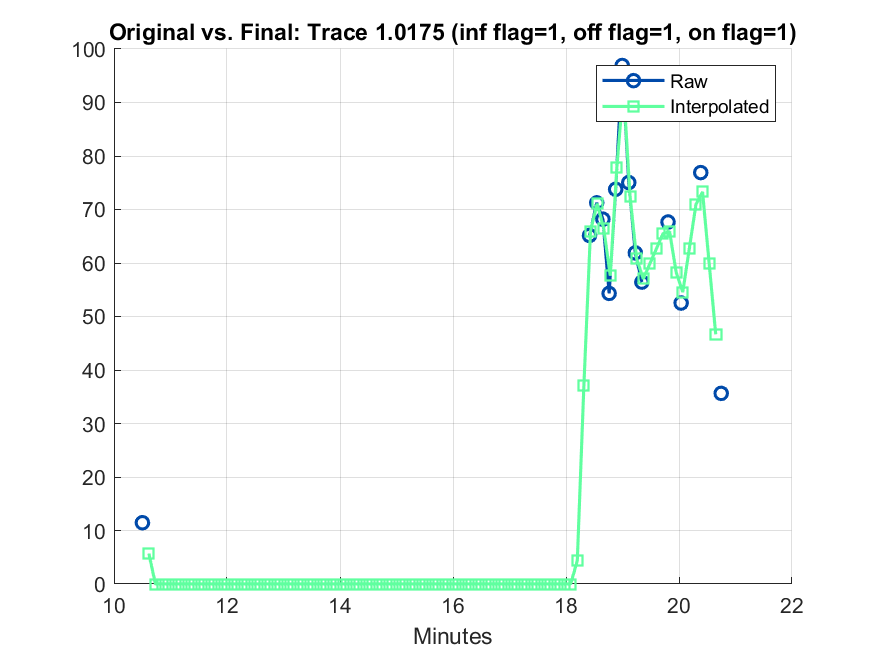 Original vs. Final: Trace 1.0175 (inf flag=1, off flag=1, on flag=1)
100
90
80
70
60
50
40
30
20
10
0
Raw
Interpolated
10 12 14 16 18 20 22
Minutes